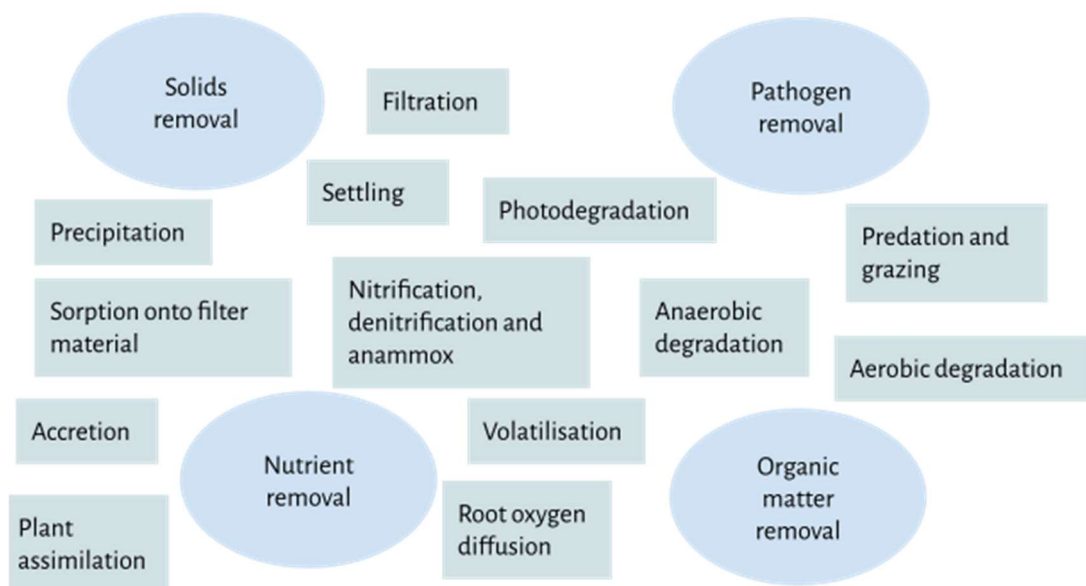 Solids
removal
Filtration
Pathogen
removal
Settling
Photodegradation
Precipitation
Predation and
grazing
Sorption onto filter
material
Nitrification,
denitrification and
anammox
Anaerobic
degradation
Aerobic degradation
Accretion
Nutrient
removal
Volatilisation
Organic
matter
removal
Plant
assimilation
Root oxygen
diffusion